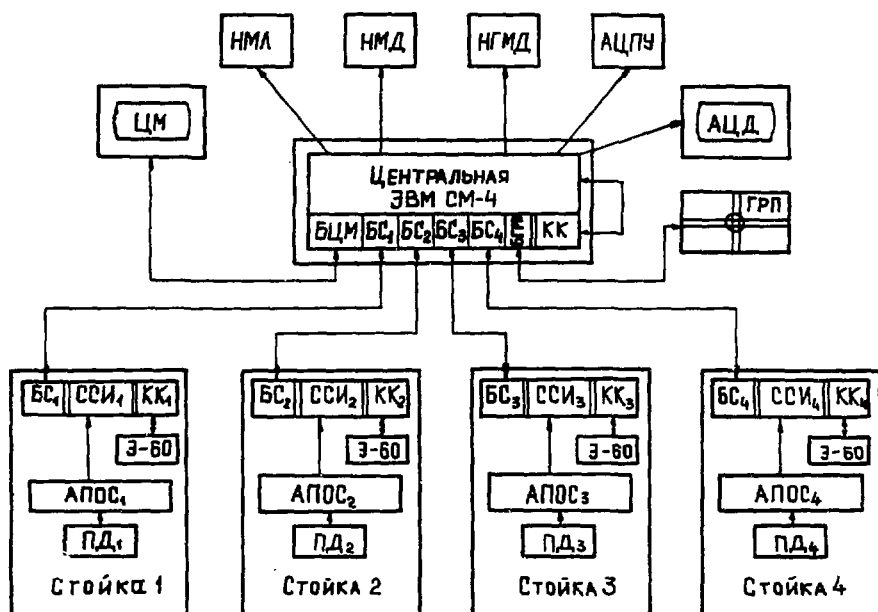 НМЛ НМД НГМД АЦПУ
ЦМ АЦД
ЦЕНТРАЛЬНАЯ
ЭВМ СМ-4
ГРП
БЦМ БС1 БС2 БС3 БС4 КК
БС1 ССИ1 КК1 БС2 ССИ2 КК2 БС3 ССИ3 КК3 БС4 ССИ4 КК4
Э-60 Э-60 Э-60 Э-60
АПОС1 АПОС2 АПОС3 АПОС4
ПД1 ПД2 ПД3 ПД4
Стойка 1 Стойка 2 Стойка 3 Стойка 4